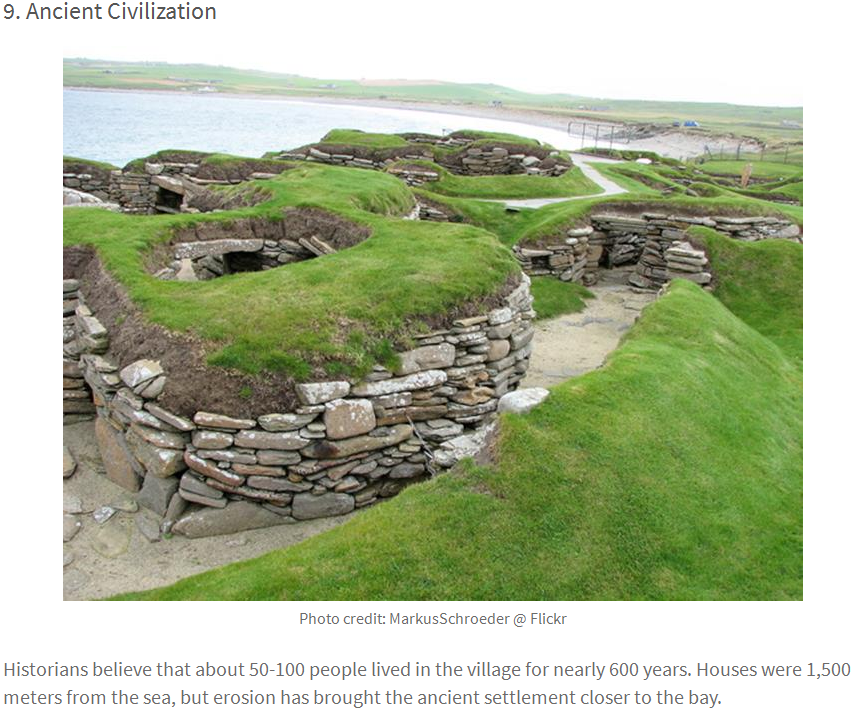 9. Ancient Civilization
Photo credit: MarkusSchroeder @ Flickr
Historians believe that about 50-100 people lived in the village for nearly 600 years. Houses were 1,500
meters from the sea, but erosion has brought the ancient settlement closer to the bay.